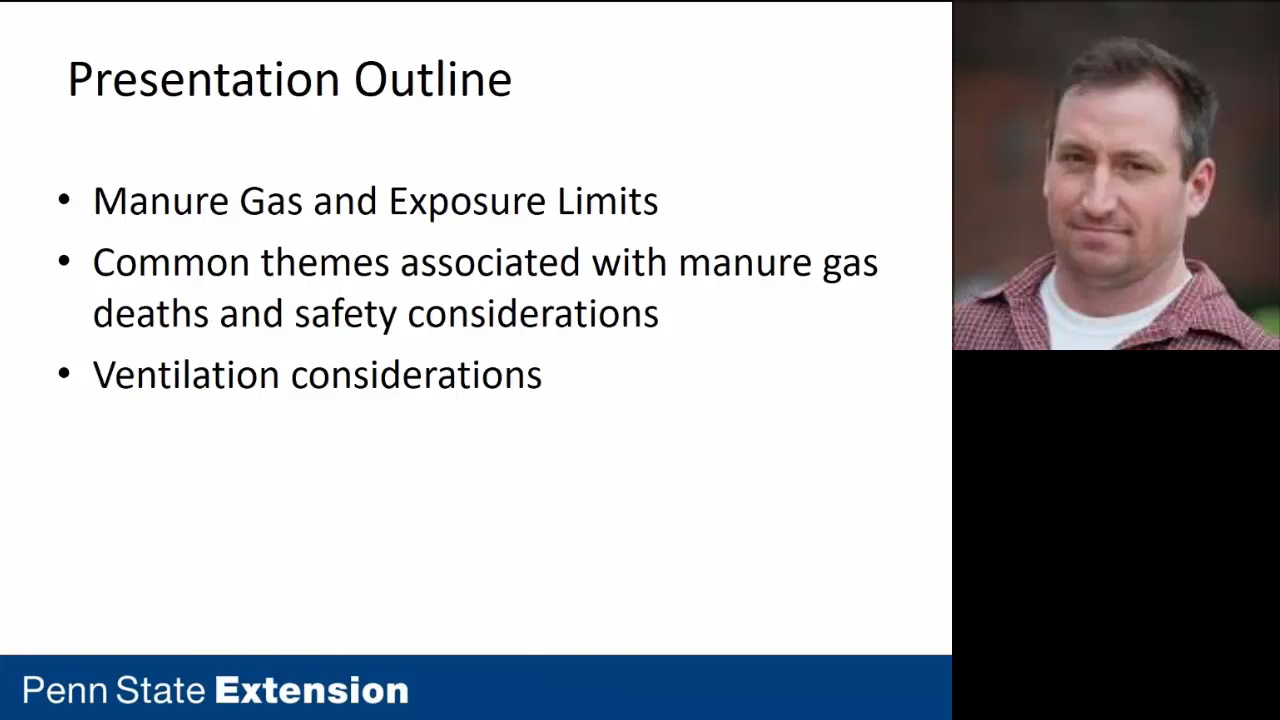 Presentation Outline
• Manure Gas and Exposure Limits
• Common themes associated with manure gas
deaths and safety considerations
• Ventilation considerations
Penn State Extension